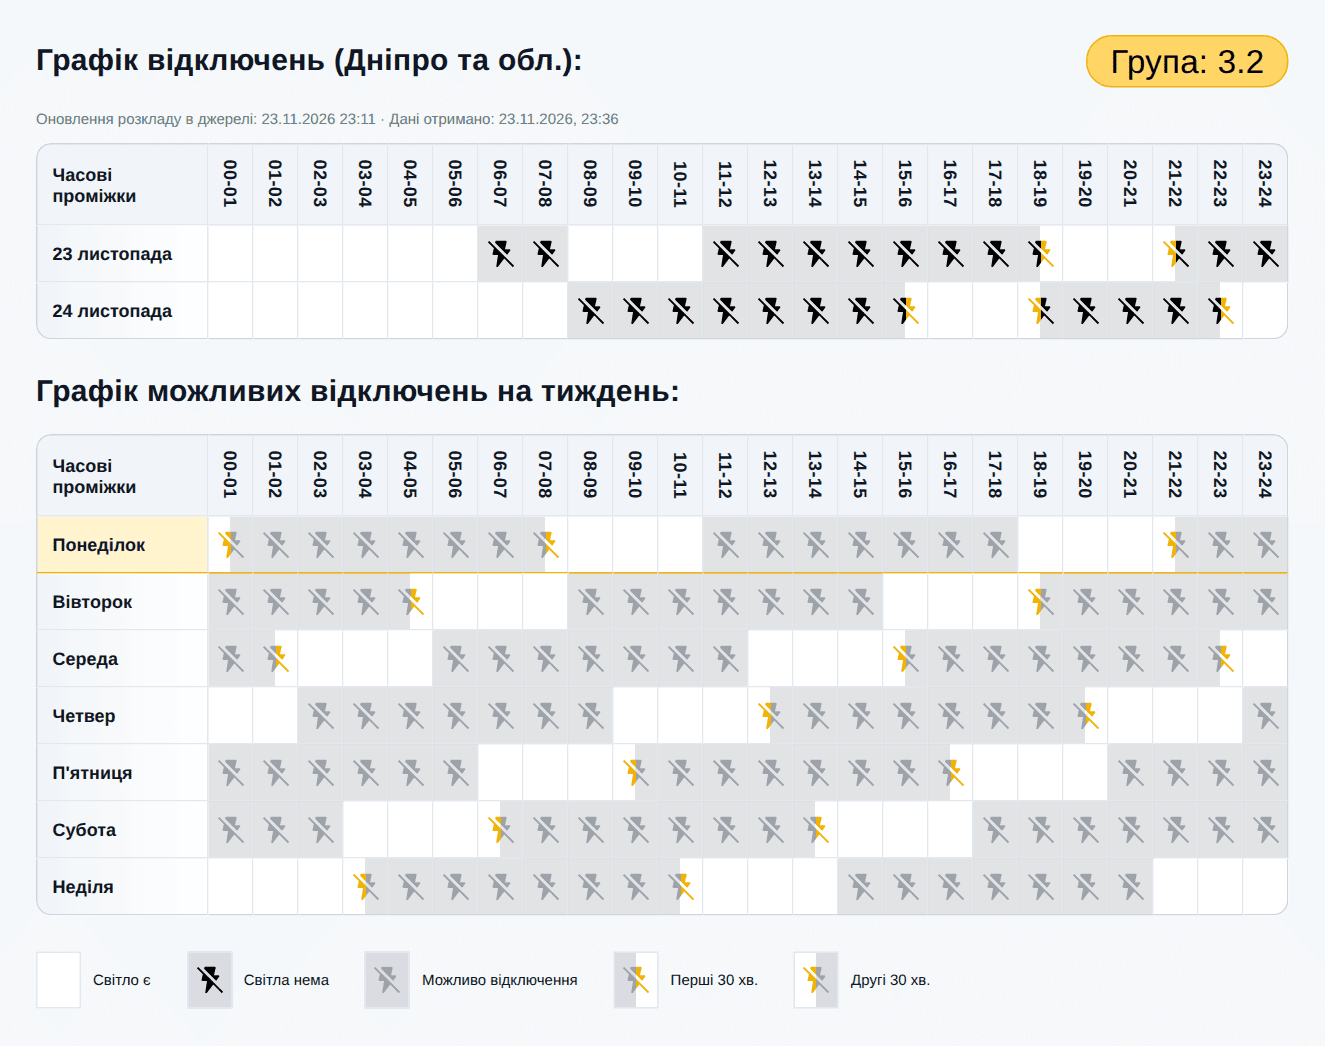 Графік відключень (Дніпро та обл.):
Група: 3.2
Оновлення розкладу в джерелі: 23.11.2026 23:11 · Дані отримано: 23.11.2026, 23:36
Часові
проміжки
00-01 01-02 02-03 03-04 04-05 05-06 06-07 07-08 08-09 09-10 10-11 11-12 12-13 13-14 14-15 15-16 16-17 17-18 18-19 19-20 20-21 21-22 22-23 23-24
23 листопада
24 листопада
Графік можливих відключень на тиждень:
Часові
проміжки
00-01 01-02 02-03 03-04 04-05 05-06 06-07 07-08 08-09 09-10 10-11 11-12 12-13 13-14 14-15 15-16 16-17 17-18 18-19 19-20 20-21 21-22 22-23 23-24
Понеділок
Вівторок
Середа
Четвер
П'ятниця
Субота
Неділя
Світло є
Світла нема
Можливо відключення
Перші 30 хв.
Другі 30 хв.